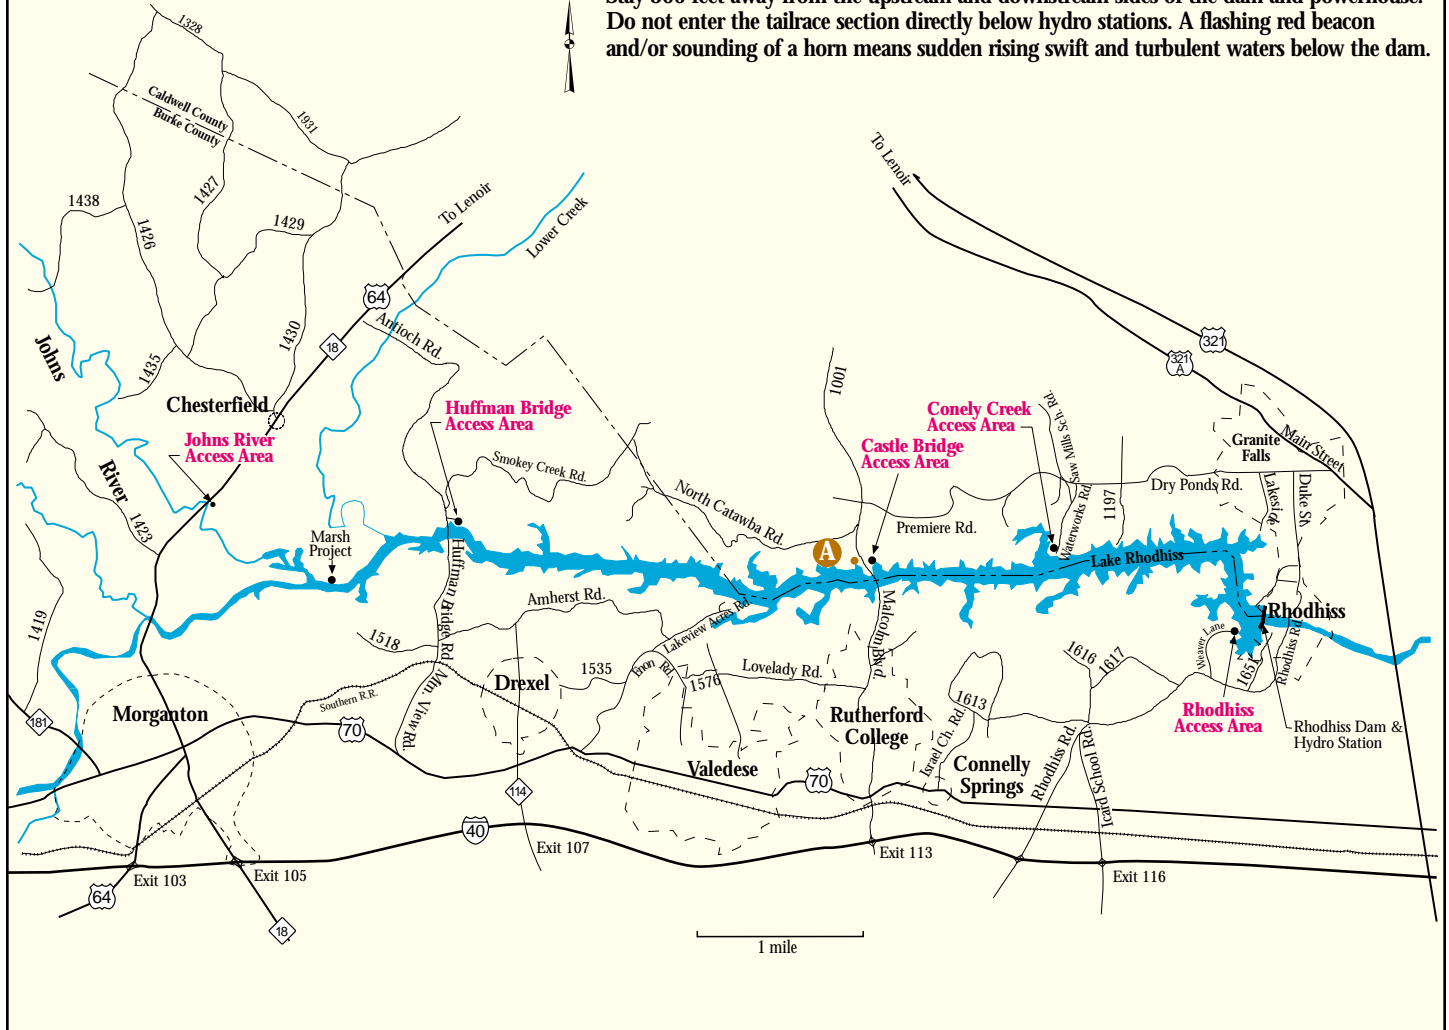 Do not enter the tailrace section directly below hydro stations. A flashing red beacon
and/or sounding of a horn means sudden rising swift and turbulent waters below the dam.
1328
1931
Caldwell County
Burke County
1438
1427
1426
1429
To Lenoir
Lower Creek
To Lenoir
64
18
Antioch Rd.
1430
1435
Johns
River
321
321
A
1001
Chesterfield
Johns River
Access Area
Huffman Bridge
Access Area
Conely Creek
Access Area
Castle Bridge
Access Area
Saw Mills Sch. Rd.
Granite
Falls
Main Street
Smokey Creek Rd.
North Catawba Rd.
Dry Ponds Rd.
Lakeside
Duke St.
1197
Waterworks Rd.
Premiere Rd.
1423
Marsh
Project
A
Lake Rhodhiss
Huffman Bridge Rd.
Amherst Rd.
Lakeview Acres Rd.
Malcolm Blvd.
Rhodhiss
1419
1518
Weaver Lane
1651
Rhodhiss Rd.
1616
1617
Enon Rd.
1535
1576
Lovelady Rd.
Drexel
Southern R.R.
Mtn. View Rd.
1613
Morganton
181
70
Rutherford
College
Israel Ch. Rd.
Rhodhiss
Access Area
Rhodhiss Dam &
Hydro Station
Rhodhiss Rd.
Icard School Rd.
Valedese
Connelly
Springs
70
114
40
Exit 107
Exit 113
Exit 103
Exit 105
Exit 116
64
18
1 mile